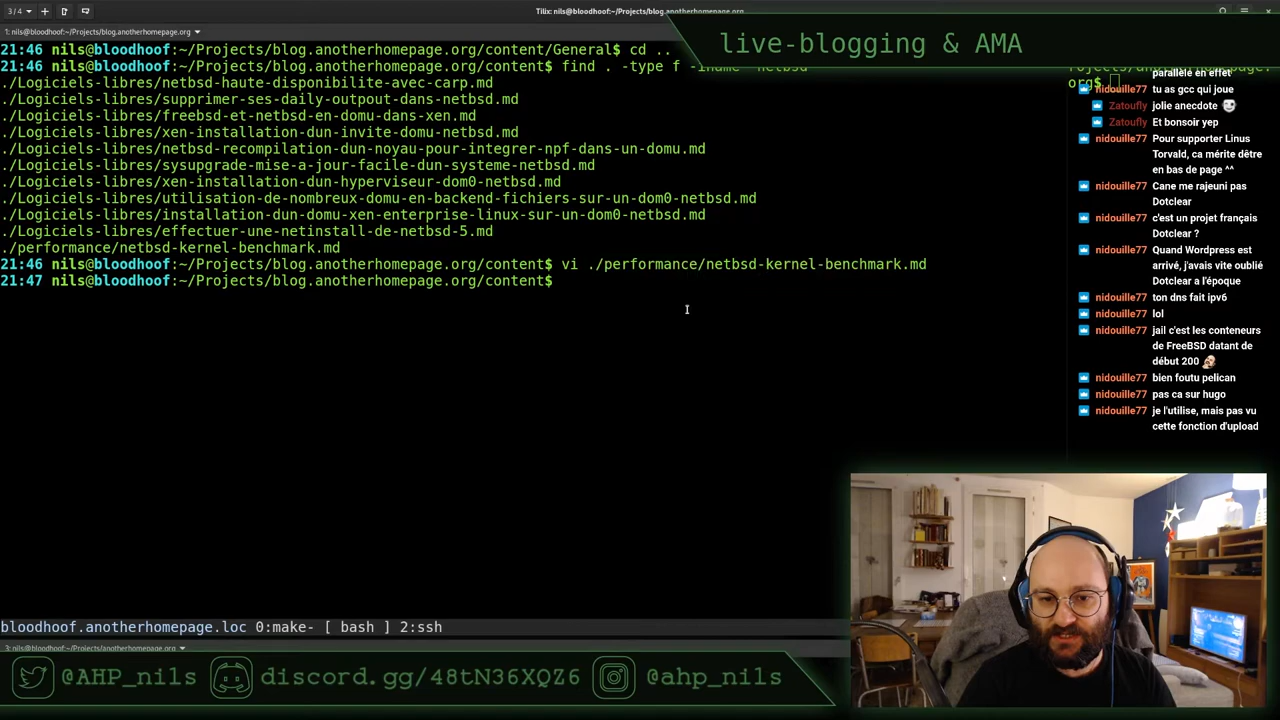 3 / 4
Tilix: nils@bloodhoof:~/Projects/blog.anotherhomepage.org
1: nils@bloodhoof:~/Projects/blog.anotherhomepage.org
live-blogging & AMA
21:46 nils@bloodhoof:~/Projects/blog.anotherhomepage.org/content/General$ cd ..
21:46 nils@bloodhoof:~/Projects/blog.anotherhomepage.org/content$ find . -type f -iname *netbsd*
./Logiciels-libres/netbsd-haute-disponibilite-avec-carp.md
./Logiciels-libres/supprimer-ses-daily-outpout-dans-netbsd.md
./Logiciels-libres/freebsd-et-netbsd-en-domu-dans-xen.md
./Logiciels-libres/xen-installation-dun-invite-domu-netbsd.md
./Logiciels-libres/netbsd-recompilation-dun-noyau-pour-integrer-npf-dans-un-domu.md
./Logiciels-libres/sysupgrade-mise-a-jour-facile-dun-systeme-netbsd.md
./Logiciels-libres/xen-installation-dun-hyperviseur-dom0-netbsd.md
./Logiciels-libres/utilisation-de-nombreux-domu-en-backend-fichiers-sur-un-dom0-netbsd.md
./Logiciels-libres/installation-dun-domu-xen-enterprise-linux-sur-un-dom0-netbsd.md
./Logiciels-libres/effectuer-une-netinstall-de-netbsd-5.md
./performance/netbsd-kernel-benchmark.md
21:46 nils@bloodhoof:~/Projects/blog.anotherhomepage.org/content$ vi ./performance/netbsd-kernel-benchmark.md
21:47 nils@bloodhoof:~/Projects/blog.anotherhomepage.org/content$
org$
parallèle en effet
nidouille77 tu as gcc qui joue
Zatoufly jolie anecdote
Zatoufly Et bonsoir yep
nidouille77 Pour supporter Linus
Torvald, ca mérite dêtre
en bas de page ^^
nidouille77 Cane me rajeuni pas
Dotclear
nidouille77 c'est un projet français
Dotclear ?
nidouille77 Quand Wordpress est
arrivé, j'avais vite oublié
Dotclear a l'époque
nidouille77 ton dns fait ipv6
nidouille77 lol
nidouille77 jail c'est les conteneurs
de FreeBSD datant de
début 200
nidouille77 bien foutu pelican
nidouille77 pas ca sur hugo
nidouille77 je l'utilise, mais pas vu
cette fonction d'upload
bloodhoof.anotherhomepage.loc 0:make- [ bash ] 2:ssh
3: nils@bloodhoof:~/Projects/blog.anotherhomepage.org
@AHP_nils
discord.gg/48tN36XQZ6
@ahp_nils